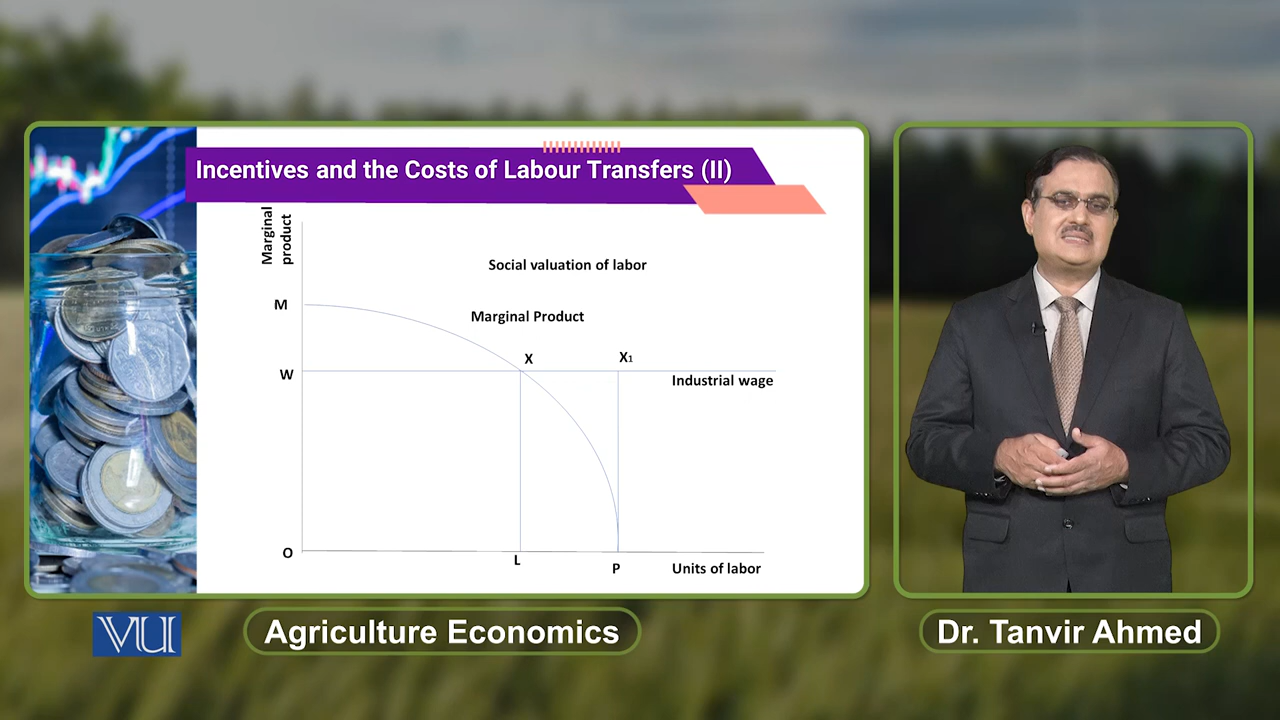 Incentives and the Costs of Labour Transfers (II)
Marginal
product
Social valuation of labor
M
Marginal Product
X
X1
W
Industrial wage
O
L
P
Units of labor
VU
Agriculture Economics
Dr. Tanvir Ahmed